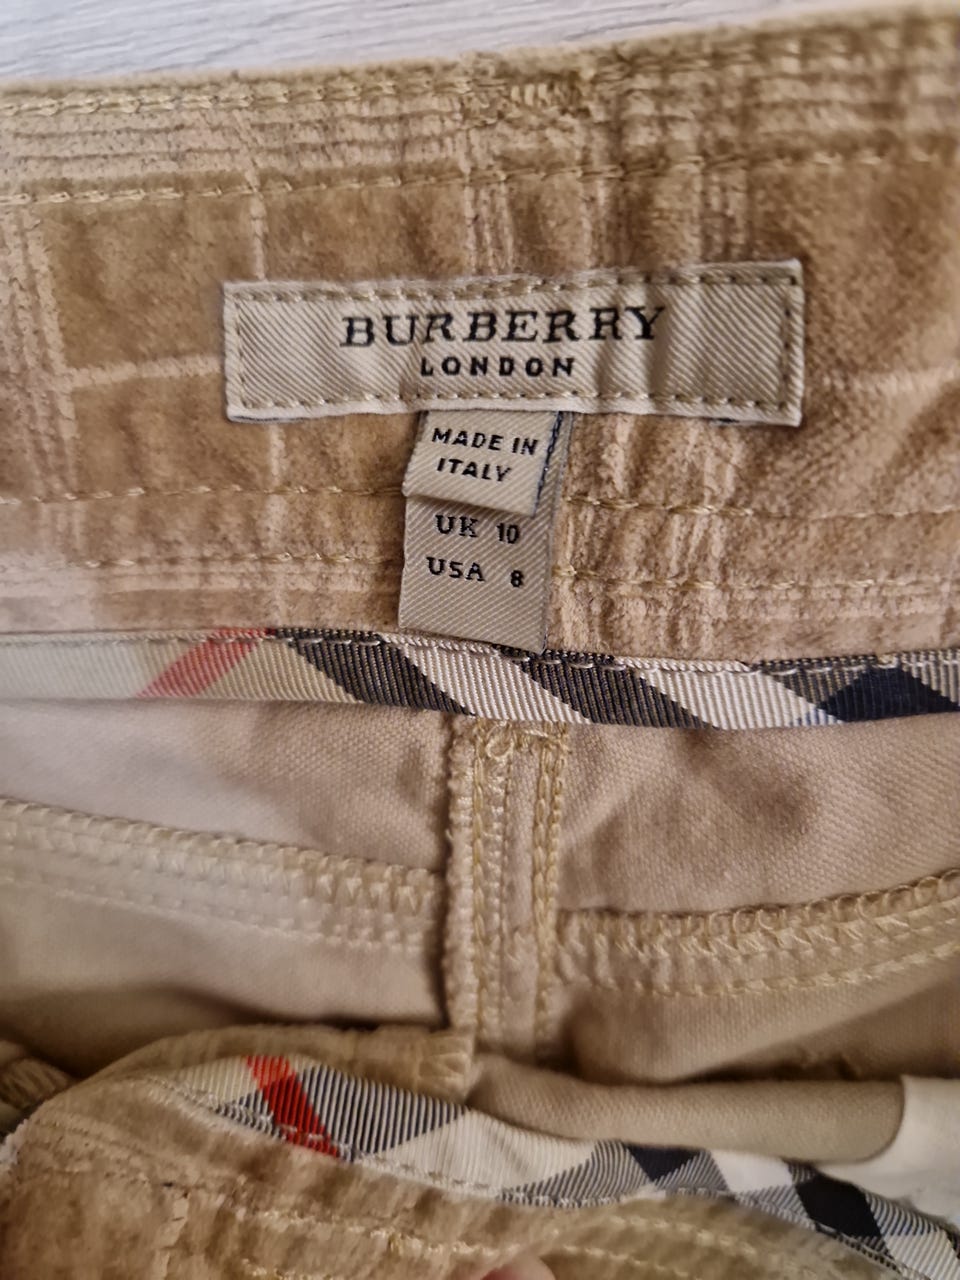 BURBERRY
LONDON
MADE IN
ITALY
UK 10
USA 8